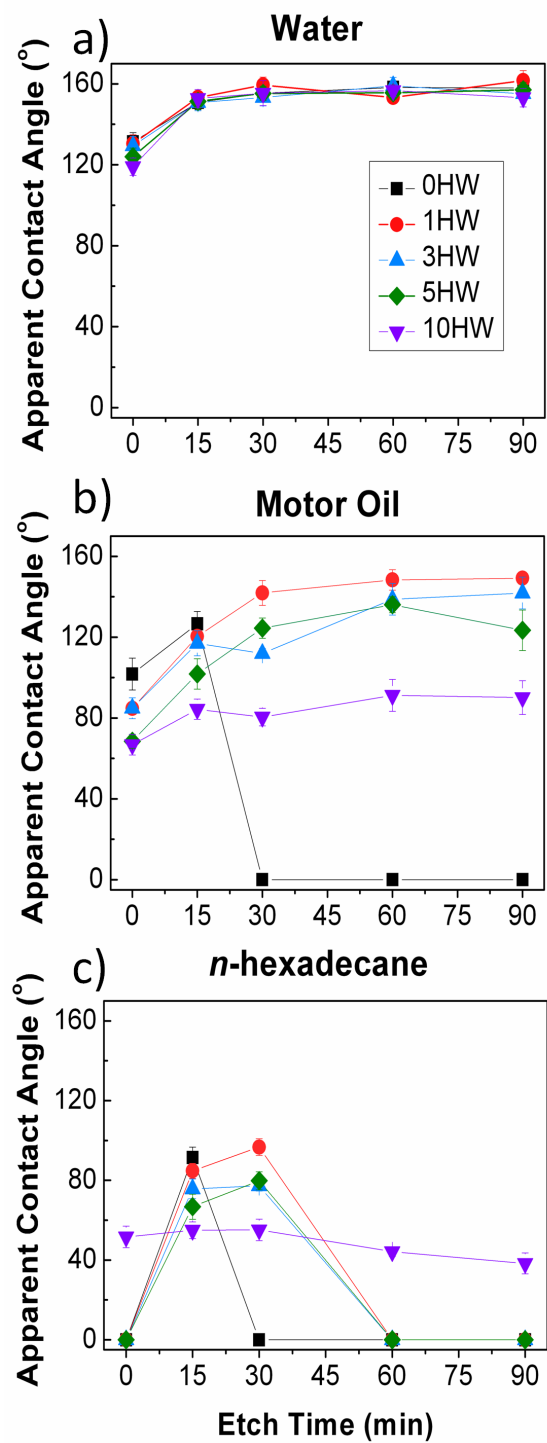 a) Water
Apparent Contact Angle (°)
160
120
80
40
0
0 15 30 45 60 75 90
0HW
1HW
3HW
5HW
10HW
b) Motor Oil
Apparent Contact Angle (°)
160
120
80
40
0
0 15 30 45 60 75 90
c) n-hexadecane
Apparent Contact Angle (°)
160
120
80
40
0
0 15 30 45 60 75 90
Etch Time (min)